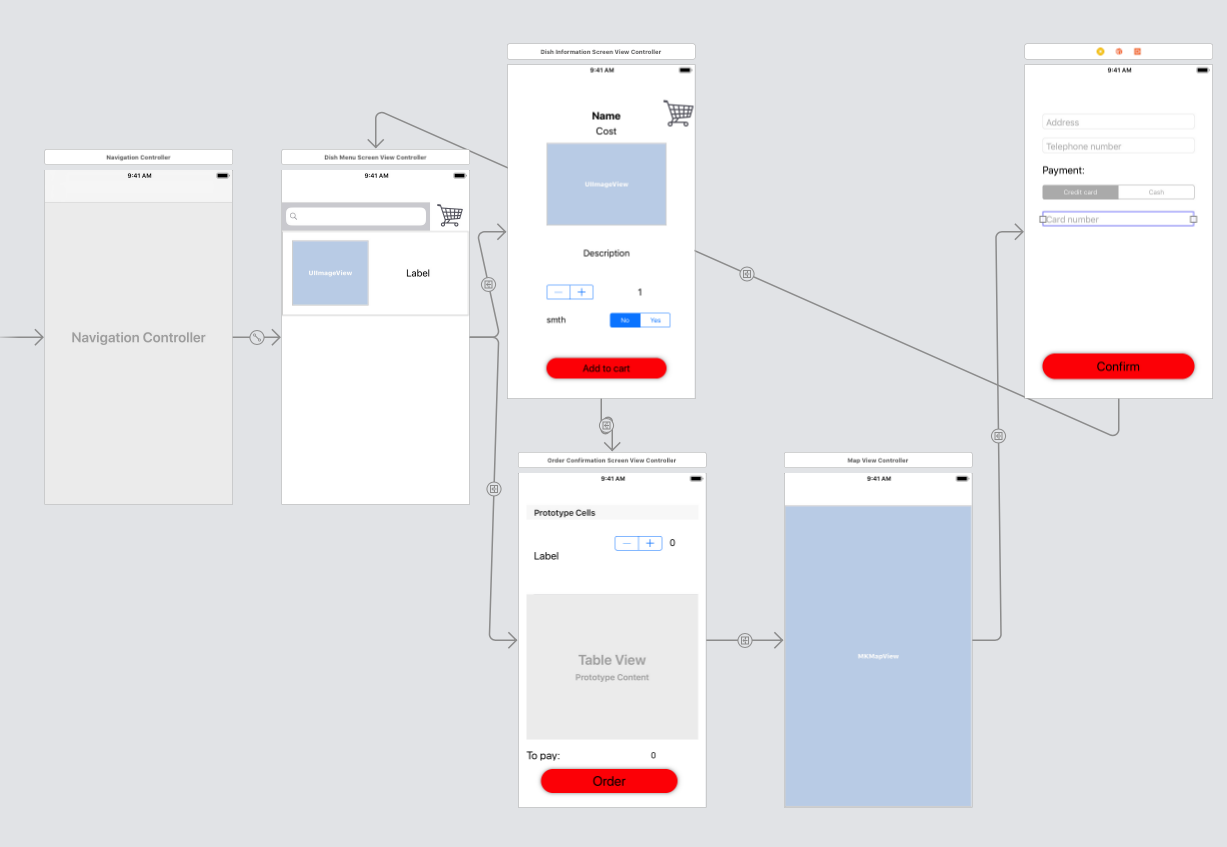 Navigation Controller
9:41 AM
Navigation Controller
Dish Menu Screen View Controller
9:41 AM
UIImageView
Label
Dish Information Screen View Controller
9:41 AM
Name
Cost
UIImageView
Description
1
smth
No Yes
Add to cart
Order Confirmation Screen View Controller
9:41 AM
Prototype Cells
0
Label
Table View
Prototype Content
To pay: 0
Order
Map View Controller
9:41 AM
MKMapView
9:41 AM
Address
Telephone number
Payment:
Credit card Cash
Card number
Confirm